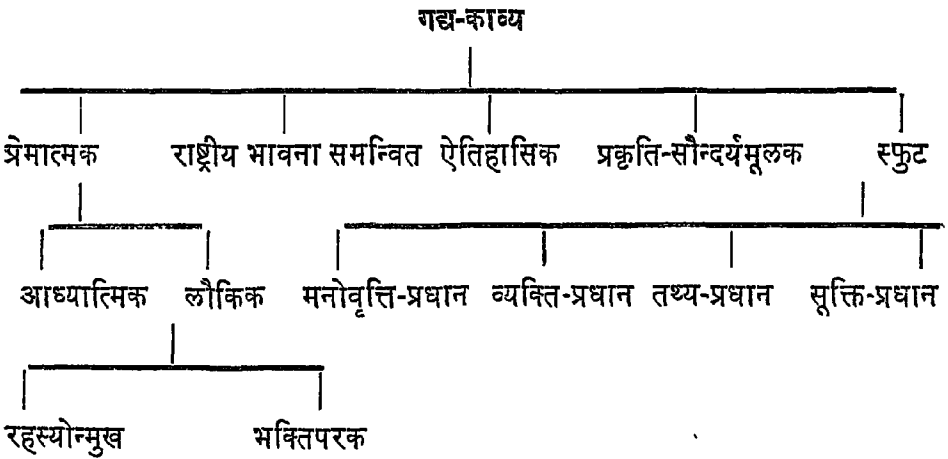 गद्य-काव्य
प्रेमात्मक राष्ट्रीय भावना समन्वित ऐतिहासिक प्रकृति-सौन्दर्यमूलक स्फुट
आध्यात्मिक लौकिक मनोवृत्ति-प्रधान व्यक्ति-प्रधान तथ्य-प्रधान सूक्ति-प्रधान
रहस्योन्मुख भक्तिपरक